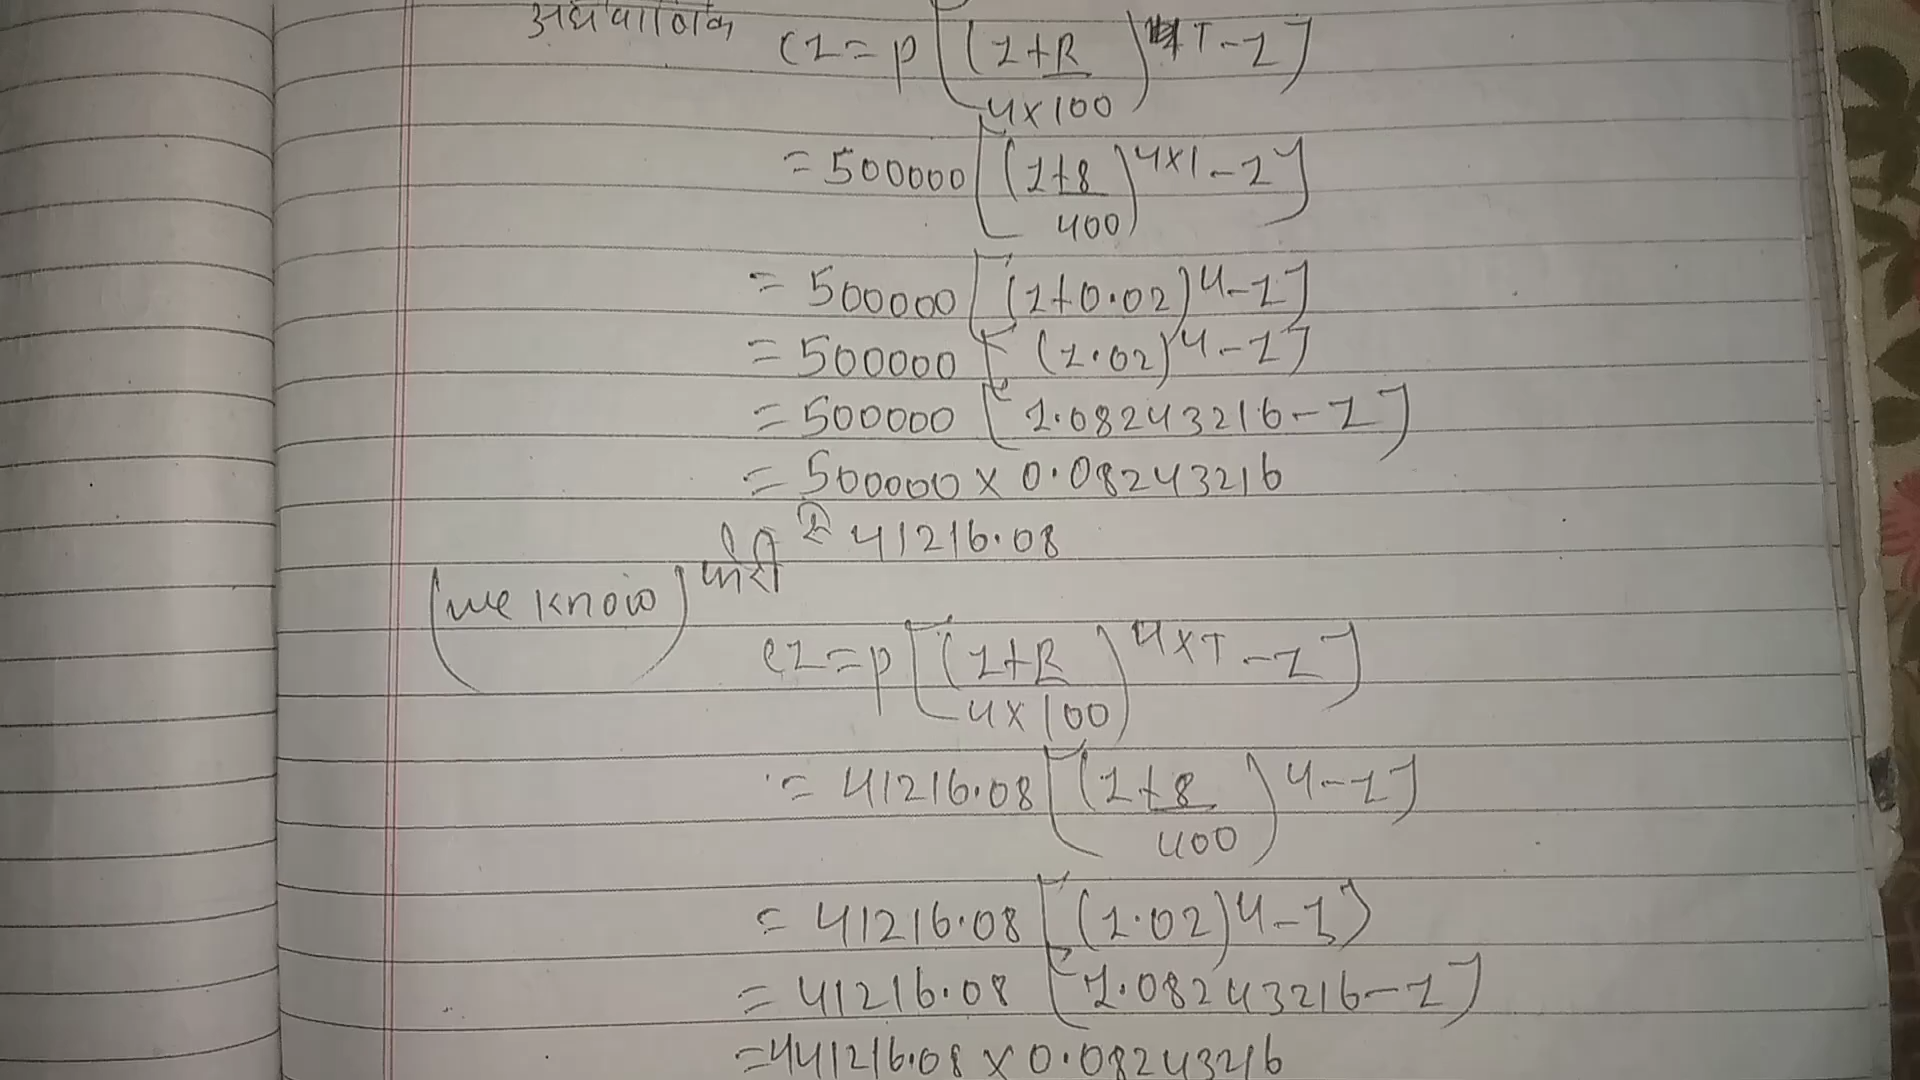 CI = P [(1+R/4×100)^4T - 1]
= 500000 [(1+8/400)^4×1 - 1]
= 500000 [(1+0.02)^4 - 1]
= 500000 [(1.02)^4 - 1]
= 500000 [1.08243216 - 1]
= 500000 × 0.08243216
= 41216.08
(we know) फेरी
CI = P [(1+R/4×100)^4×T - 1]
= 41216.08 [(1+8/400)^4 - 1]
= 41216.08 [(1.02)^4 - 1]
= 41216.08 [1.08243216 - 1]
= 441216.08 × 0.08243216